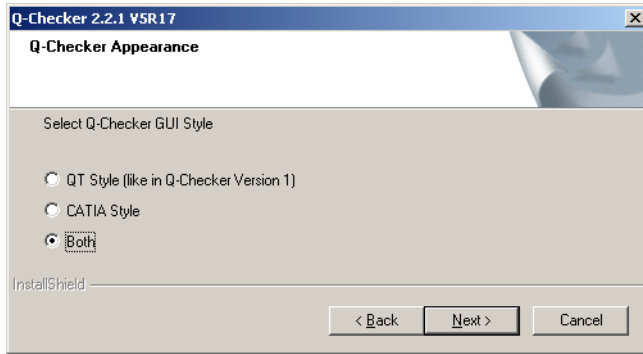 Q-Checker 2.2.1 V5R17
Q-Checker Appearance
Select Q-Checker GUI Style
QT Style (like in Q-Checker Version 1)
CATIA Style
Both
InstallShield
< Back
Next >
Cancel